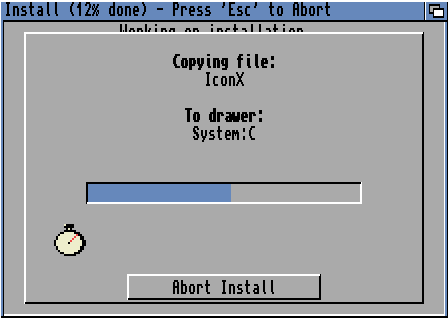 Install (12% done) - Press 'Esc' to Abort
Working on installation
Copying file:
IconX
To drawer:
System:C
Abort Install